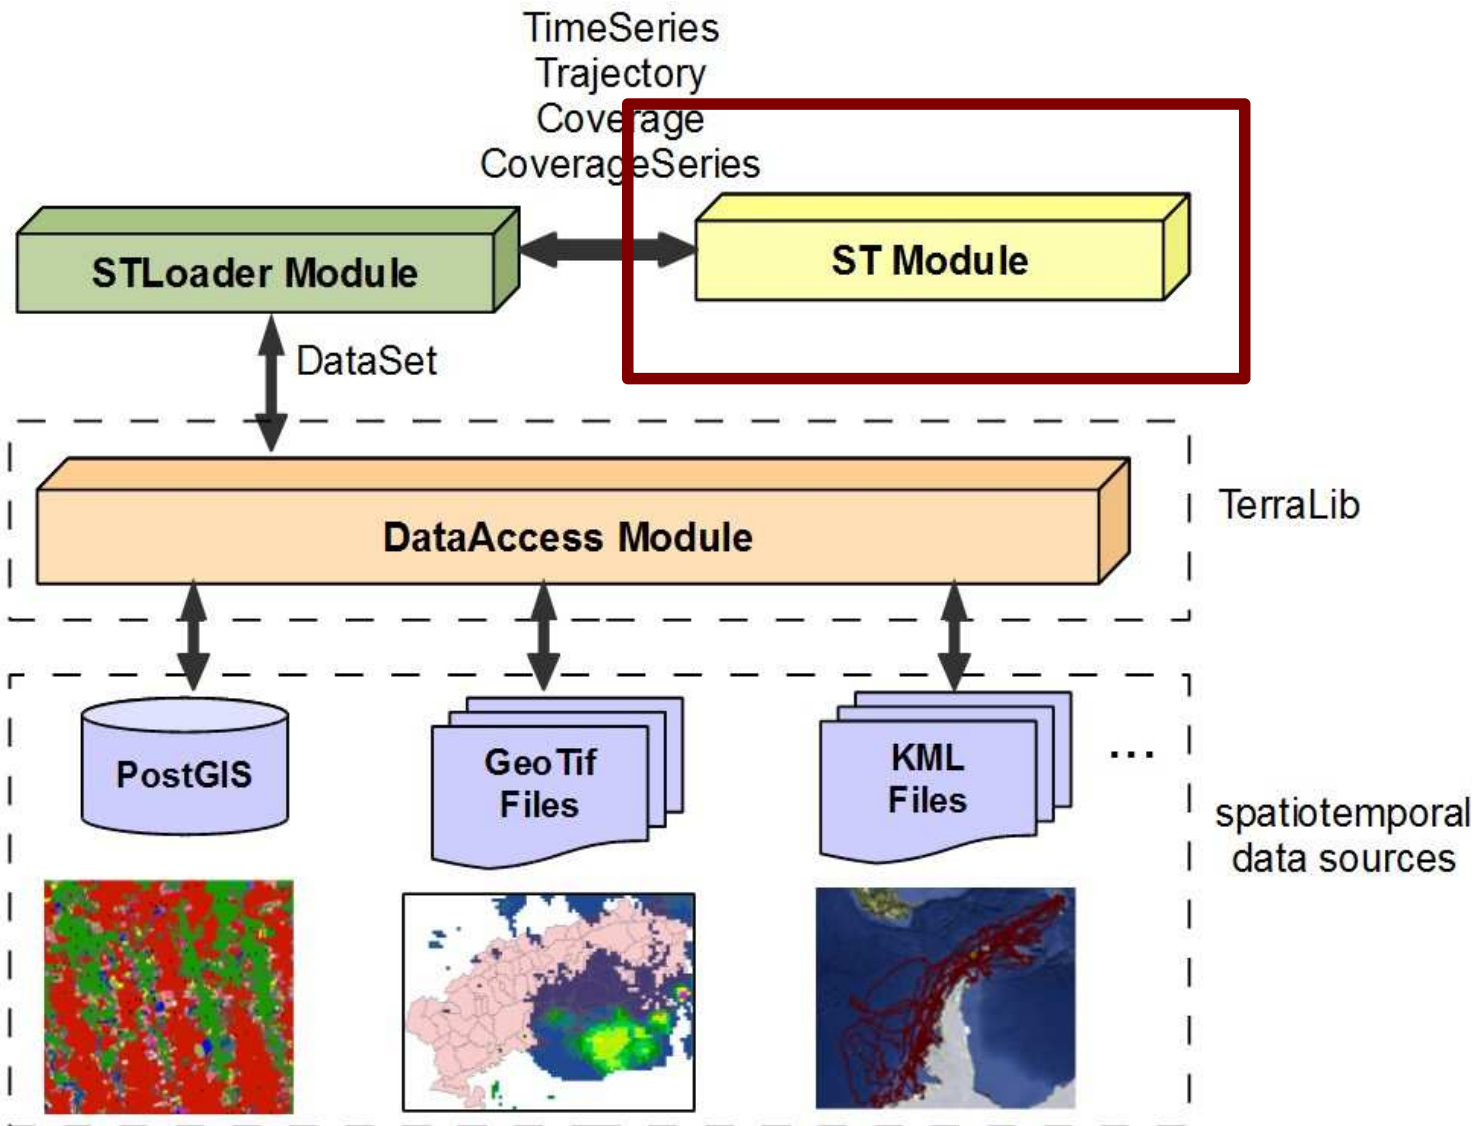 TimeSeries
Trajectory
Coverage
CoverageSeries
STLoader Module
ST Module
DataSet
DataAccess Module
TerraLib
PostGIS
GeoTif
Files
KML
Files
...
spatiotemporal
data sources